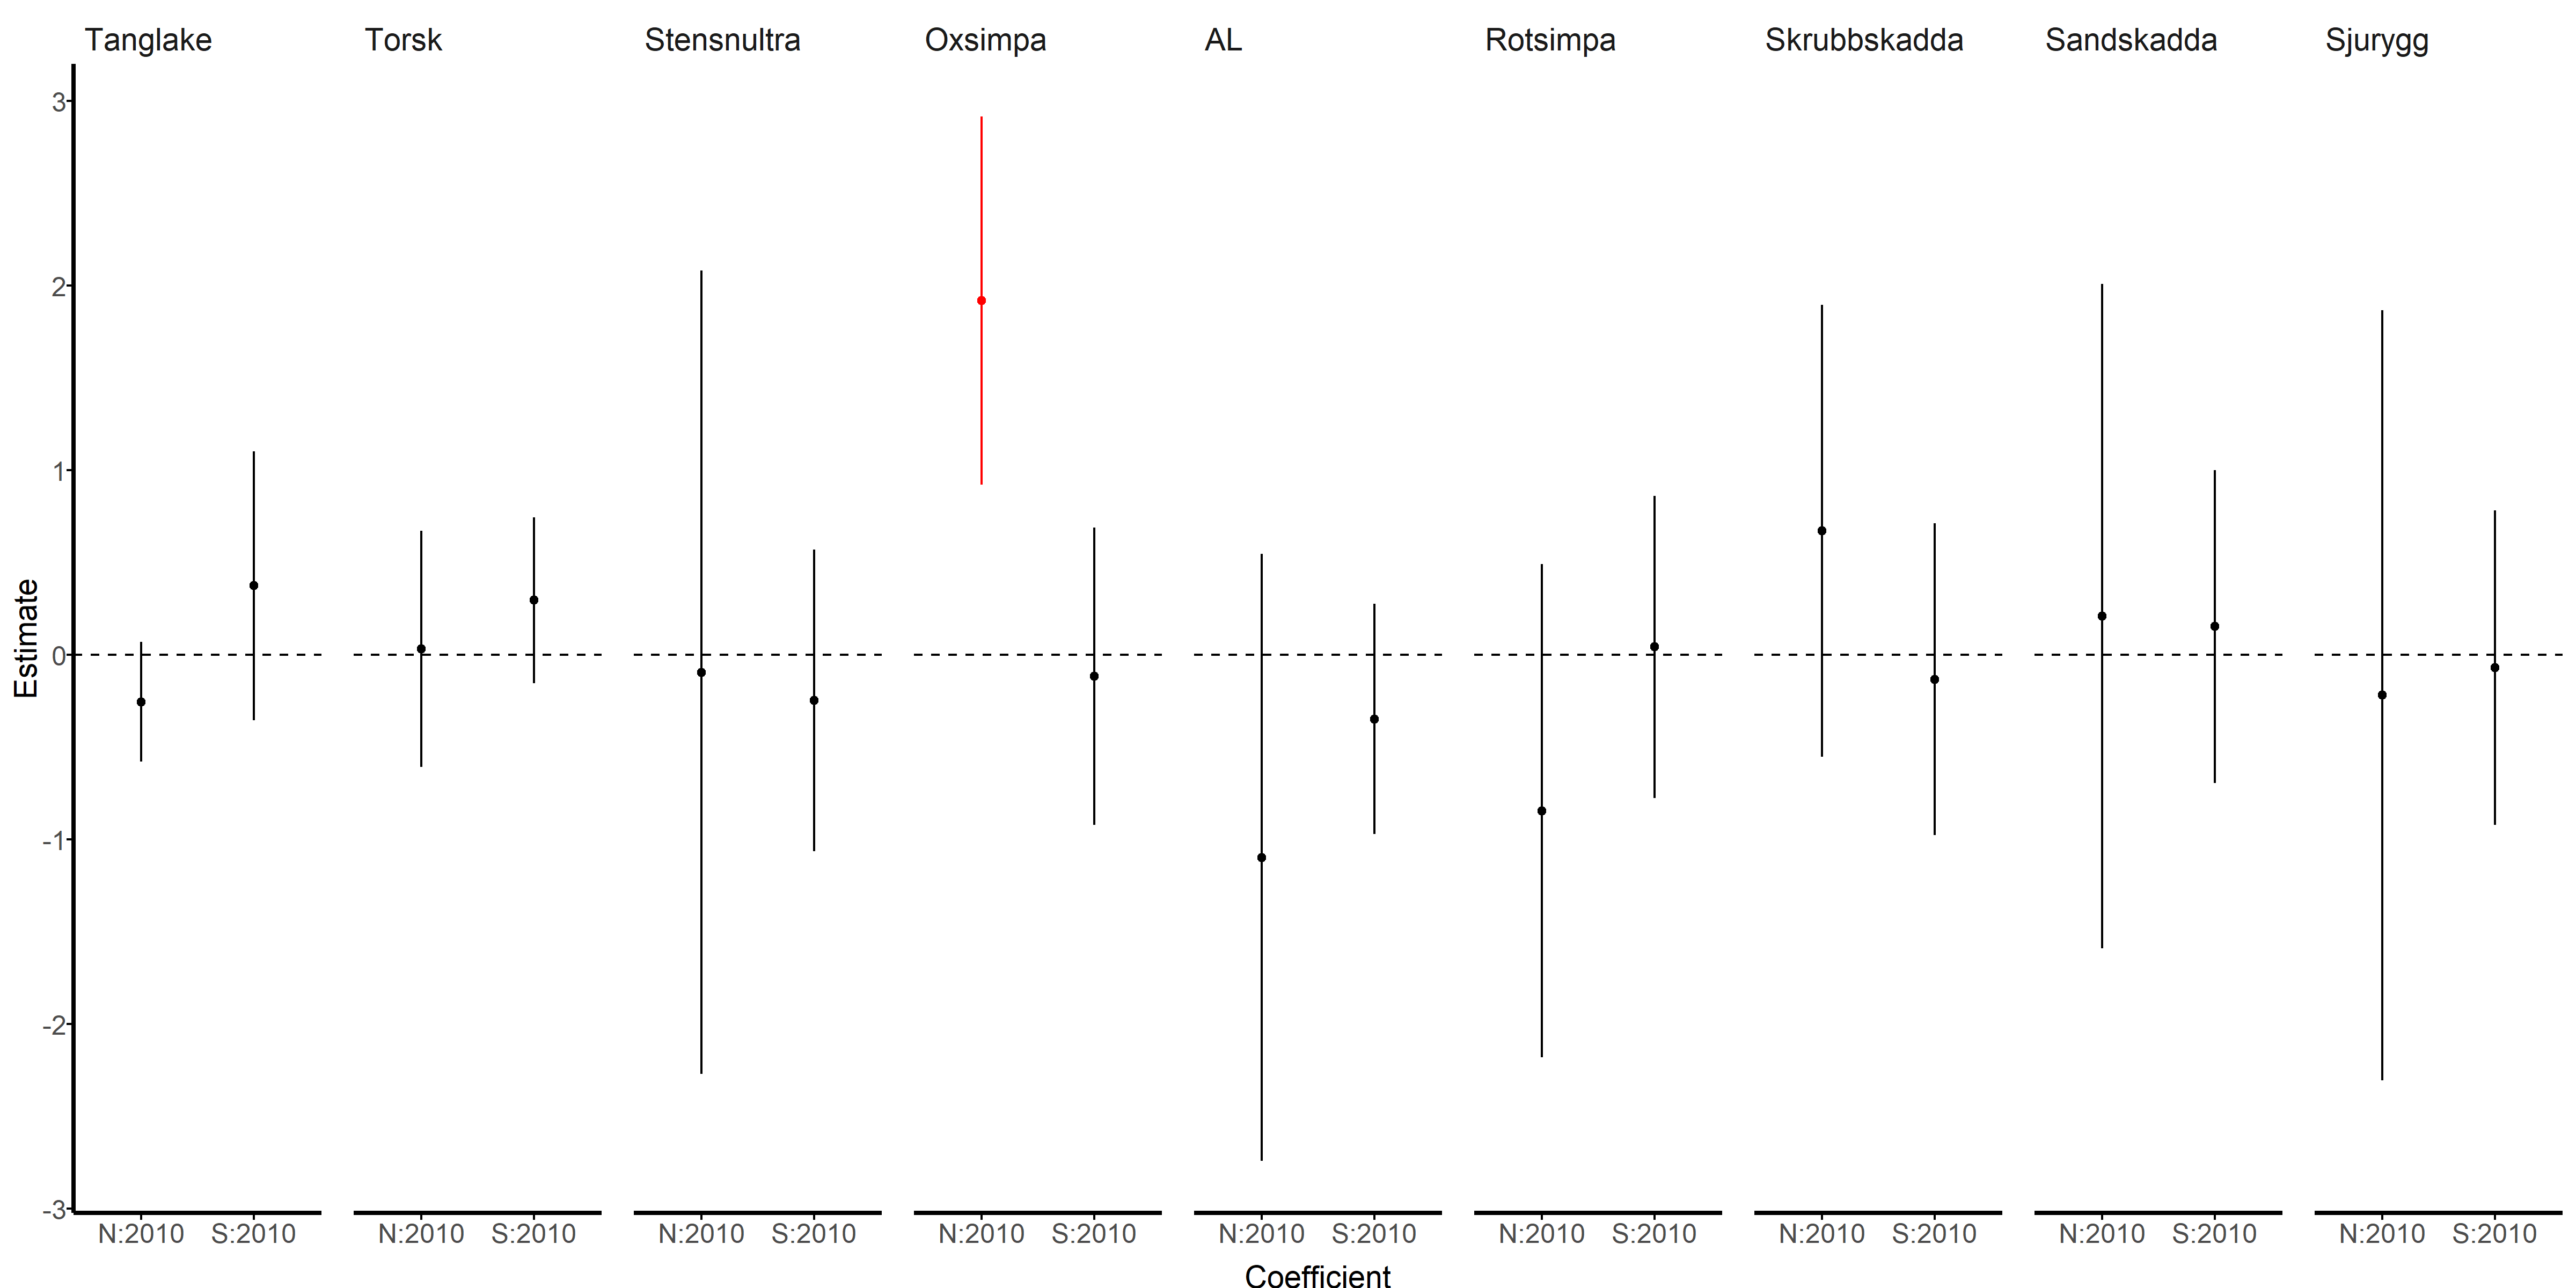 Tanglake Torsk Stensnultra Oxsimpa AL Rotsimpa Skrubbskadda Sandskadda Sjurygg
3
2
1
0
-1
-2
-3
Estimate
N:2010 S:2010 N:2010 S:2010 N:2010 S:2010 N:2010 S:2010 N:2010 S:2010 N:2010 S:2010 N:2010 S:2010 N:2010 S:2010 N:2010 S:2010
Coefficient